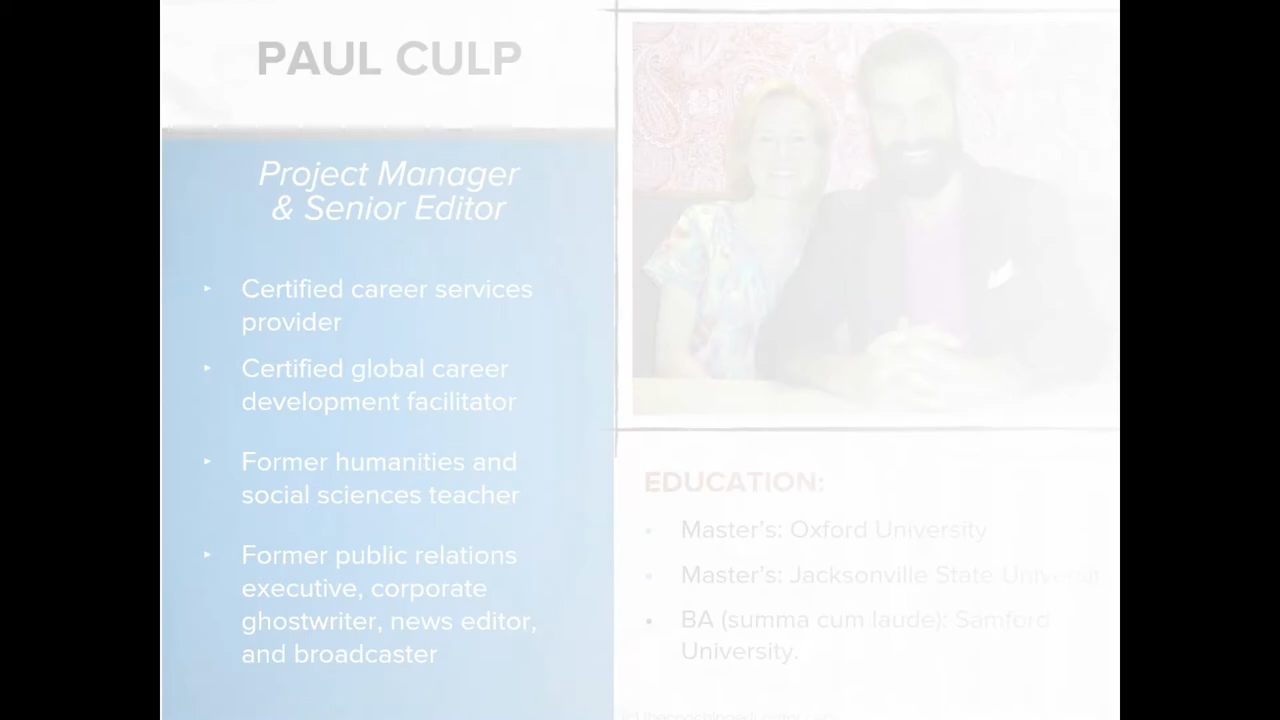 PAUL CULP
Project Manager
& Senior Editor
Certified career services
provider
Certified global career
development facilitator
Former humanities and
social sciences teacher
Former public relations
executive, corporate
ghostwriter, news editor,
and broadcaster
EDUCATION:
Master's: Oxford University
Master's: Jacksonville State
BA (summa cum laude): Samford
University.